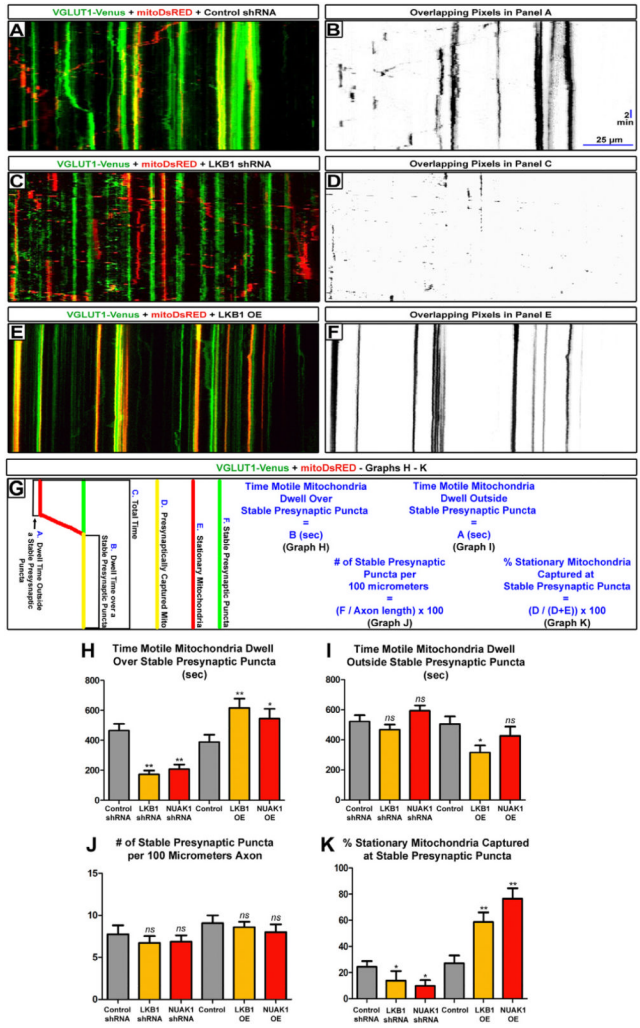 VGLUT1-Venus + mitoDsRED + Control shRNA
Overlapping Pixels in Panel A
A
B
2
min
25 µm
VGLUT1-Venus + mitoDsRED + LKB1 shRNA
Overlapping Pixels in Panel C
C
D
VGLUT1-Venus + mitoDsRED + LKB1 OE
Overlapping Pixels in Panel E
E
F
VGLUT1-Venus + mitoDsRED - Graphs H - K
G
A. Dwell Time Outside
a Stable Presysnaptic
Puncta
B. Dwell Time over a
Stable Presynaptic Puncta
C. Total Time
D. Presynaptically Captured Mito
E. Stationary Mitochondria
F. Stable Presynaptic Puncta
Time Motile Mitochondria
Dwell Over
Stable Presynaptic Puncta
=
B (sec)
(Graph H)
Time Motile Mitochondria
Dwell Outside
Stable Presynaptic Puncta
=
A (sec)
(Graph I)
# of Stable Presynaptic
Puncta per
100 micrometers
=
(F / Axon length) x 100
(Graph J)
% Stationary Mitochondria
Captured at
Stable Presynaptic Puncta
=
(D / (D+E)) x 100
(Graph K)
H
Time Motile Mitochondria Dwell
Over Stable Presynaptic Puncta
(sec)
800
600
400
200
0
** ** ** *
Control shRNA
LKB1 shRNA
NUAK1 shRNA
Control OE
LKB1 OE
NUAK1 OE
I
Time Motile Mitochondria Dwell
Outside Stable Presynaptic Puncta
(sec)
800
600
400
200
0
ns ns * ns
Control shRNA
LKB1 shRNA
NUAK1 shRNA
Control OE
LKB1 OE
NUAK1 OE
J
# of Stable Presynaptic Puncta
per 100 Micrometers Axon
15
10
5
0
ns ns ns ns
Control shRNA
LKB1 shRNA
NUAK1 shRNA
Control OE
LKB1 OE
NUAK1 OE
K
% Stationary Mitochondria Captured
at Stable Presynaptic Puncta
100
80
60
40
20
0
* * ** **
Control shRNA
LKB1 shRNA
NUAK1 shRNA
Control OE
LKB1 OE
NUAK1 OE